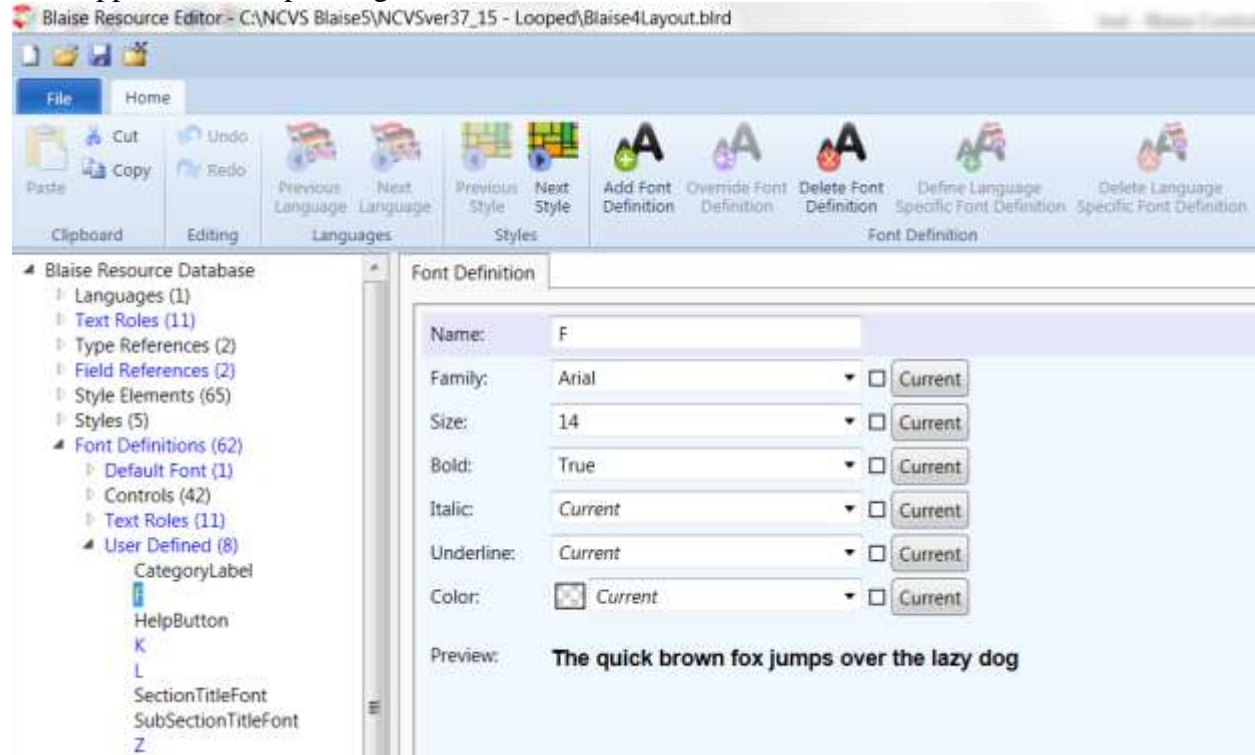 Blaise Resource Editor - C:\NCVS Blaise5\NCVSver37_15 - Looped\Blaise4Layout.blrd
File Home
Paste
Cut
Copy
Undo
Redo
Previous Language
Next Language
Previous Style
Next Style
Add Font Definition
Override Font Definition
Delete Font Definition
Define Language Specific Font Definition
Delete Language Specific Font Definition
Clipboard Editing Languages Styles Font Definition
Blaise Resource Database
Languages (1)
Text Roles (11)
Type References (2)
Field References (2)
Style Elements (65)
Styles (5)
Font Definitions (62)
Default Font (1)
Controls (42)
Text Roles (11)
User Defined (8)
CategoryLabel
F
HelpButton
K
L
SectionTitleFont
SubSectionTitleFont
Z
Font Definition
Name: F
Family: Arial Current
Size: 14 Current
Bold: True Current
Italic: Current Current
Underline: Current Current
Color: Current Current
Preview: The quick brown fox jumps over the lazy dog